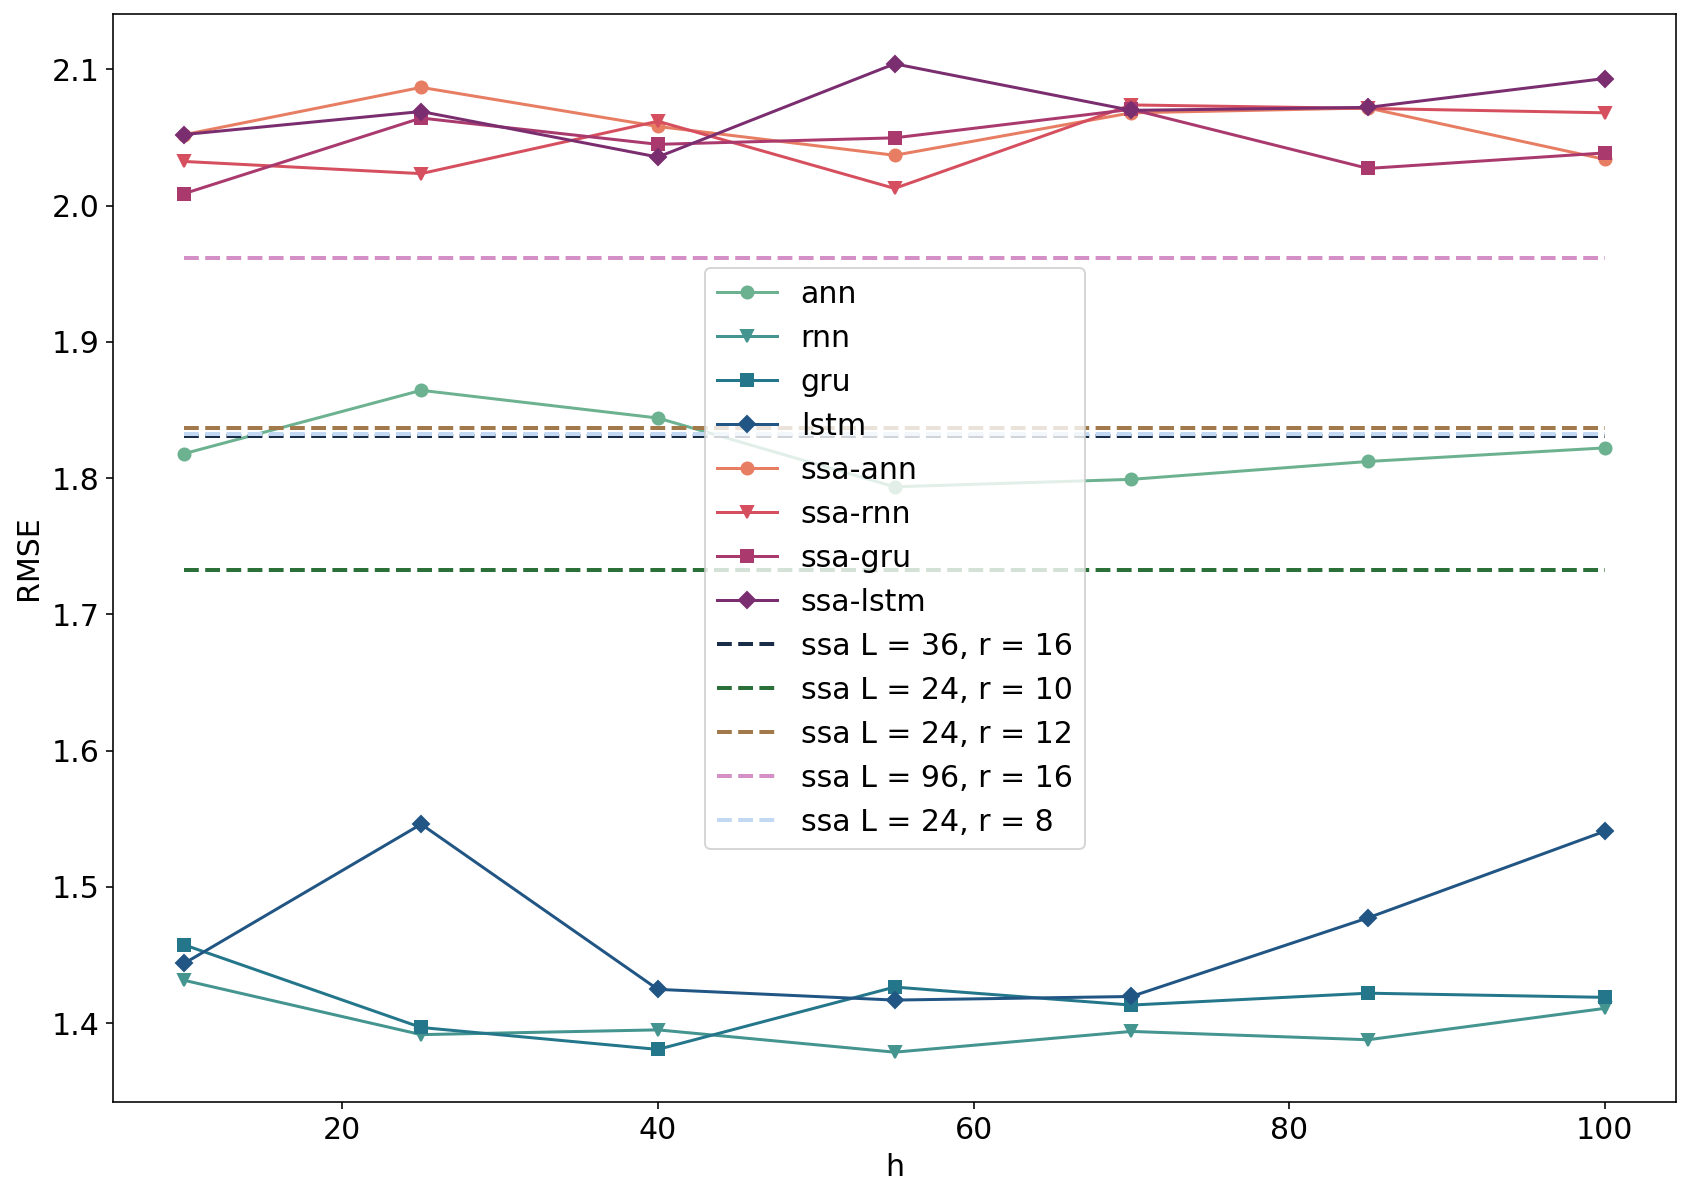 2.1
2.0
1.9
1.8
1.7
1.6
1.5
1.4
RMSE
20
40
60
80
100
h
ann
rnn
gru
lstm
ssa-ann
ssa-rnn
ssa-gru
ssa-lstm
ssa L = 36, r = 16
ssa L = 24, r = 10
ssa L = 24, r = 12
ssa L = 96, r = 16
ssa L = 24, r = 8